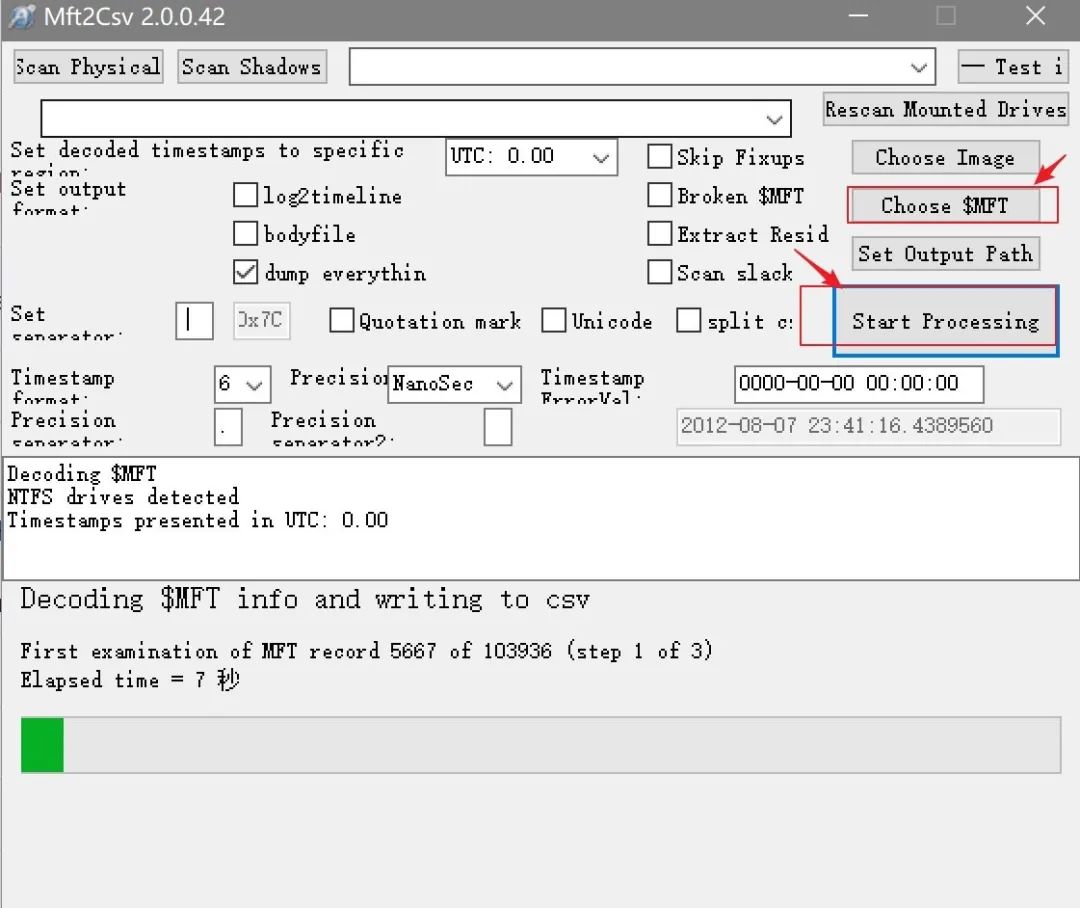 Mft2Csv 2.0.0.42
Scan Physical Scan Shadows Test i
Rescan Mounted Drives
Set decoded timestamps to specific region: UTC: 0.00 Skip Fixups Choose Image
Set output format: log2timeline Broken $MFT Choose $MFT
bodyfile Extract Resid
Set Output Path
dump everythin Scan slack
Set separator: | 0x7C Quotation mark Unicode split c: Start Processing
Timestamp format: 6 Precision NanoSec Timestamp ErrorVal: 0000-00-00 00:00:00
Precision separator: . Precision separator2: 2012-08-07 23:41:16.4389560
Decoding $MFT
NTFS drives detected
Timestamps presented in UTC: 0.00
Decoding $MFT info and writing to csv
First examination of MFT record 5667 of 103936 (step 1 of 3)
Elapsed time = 7 秒